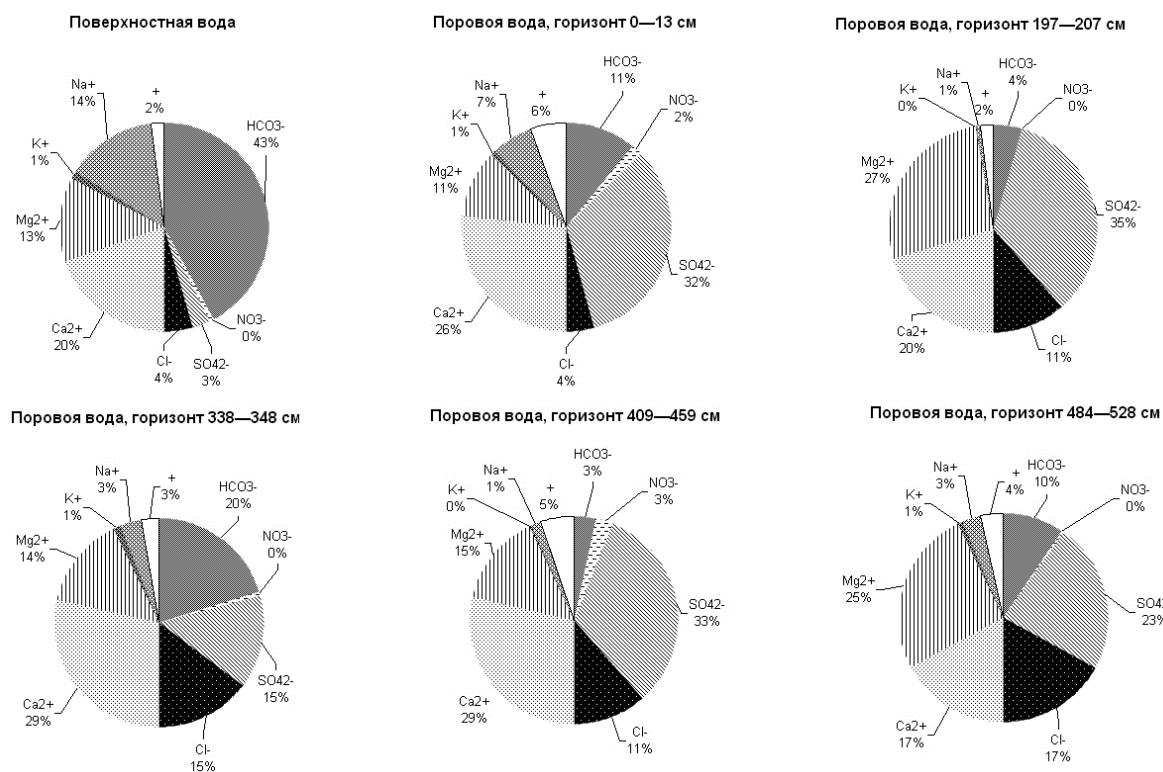 Поверхностная вода
Na+
14%
+
2%
HCO3-
43%
K+
1%
Mg2+
13%
Ca2+
20%
Cl-
4%
SO42-
3%
NO3-
0%
Поровоя вода, горизонт 0—13 см
Na+
7%
+
6%
HCO3-
11%
NO3-
2%
K+
1%
Mg2+
11%
SO42-
32%
Ca2+
26%
Cl-
4%
Поровоя вода, горизонт 197—207 см
K+
0%
Na+
1%
+
2%
HCO3-
4%
NO3-
0%
Mg2+
27%
SO42-
35%
Ca2+
20%
Cl-
11%
Поровоя вода, горизонт 338—348 см
K+
1%
Na+
3%
+
3%
HCO3-
20%
NO3-
0%
Mg2+
14%
SO42-
15%
Ca2+
29%
Cl-
15%
Поровоя вода, горизонт 409—459 см
K+
0%
Na+
1%
+
5%
HCO3-
3%
NO3-
3%
Mg2+
15%
SO42-
33%
Ca2+
29%
Cl-
11%
Поровоя вода, горизонт 484—528 см
K+
1%
Na+
3%
+
4%
HCO3-
10%
NO3-
0%
Mg2+
25%
SO42
23%
Ca2+
17%
Cl-
17%